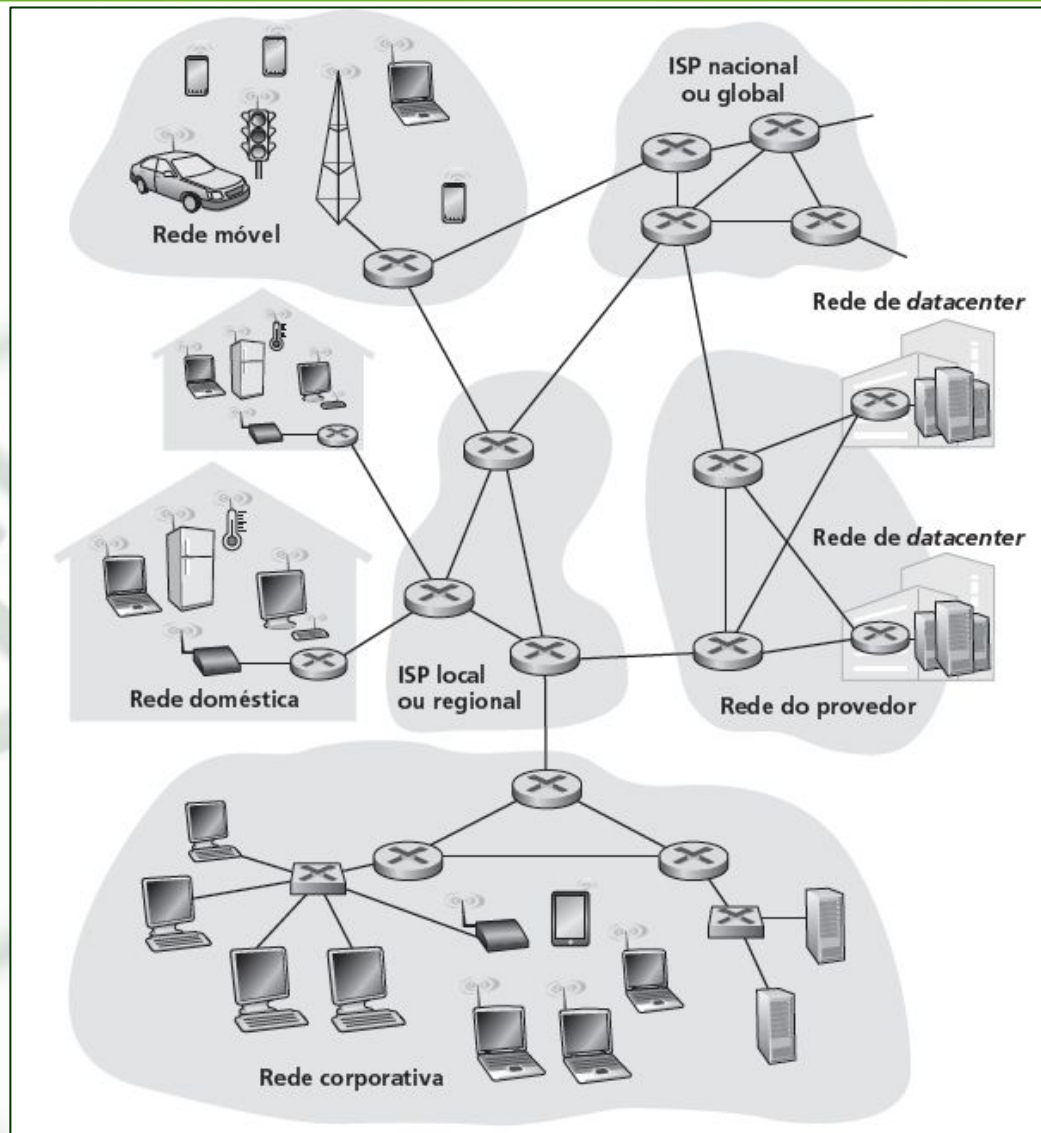 ISP nacional
ou global
Rede móvel
Rede de datacenter
Rede de datacenter
Rede doméstica
ISP local
ou regional
Rede do provedor
Rede corporativa